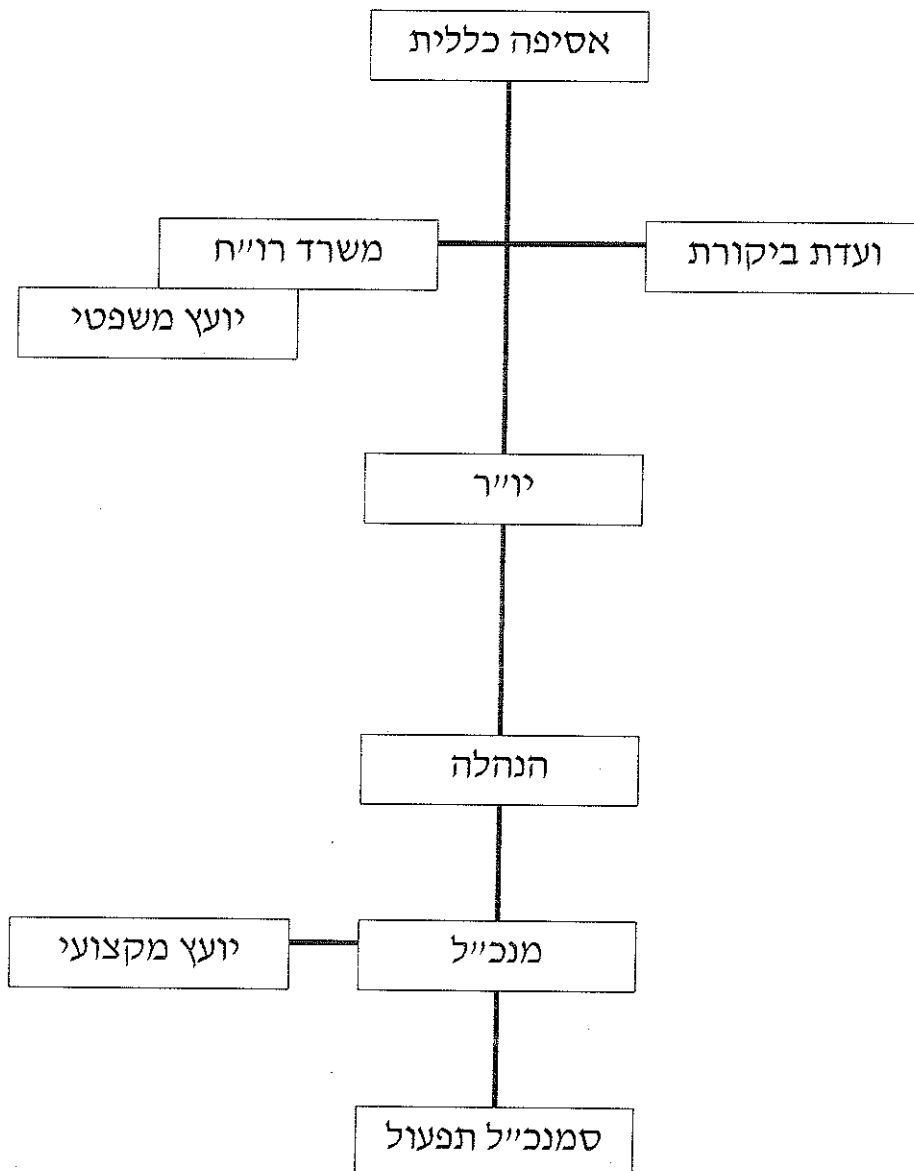 אסיפה כללית
ועדת ביקורת
משרד רו״ח
יועץ משפטי
יו״ר
הנהלה
מנכ״ל
יועץ מקצועי
סמנכ״ל תפעול